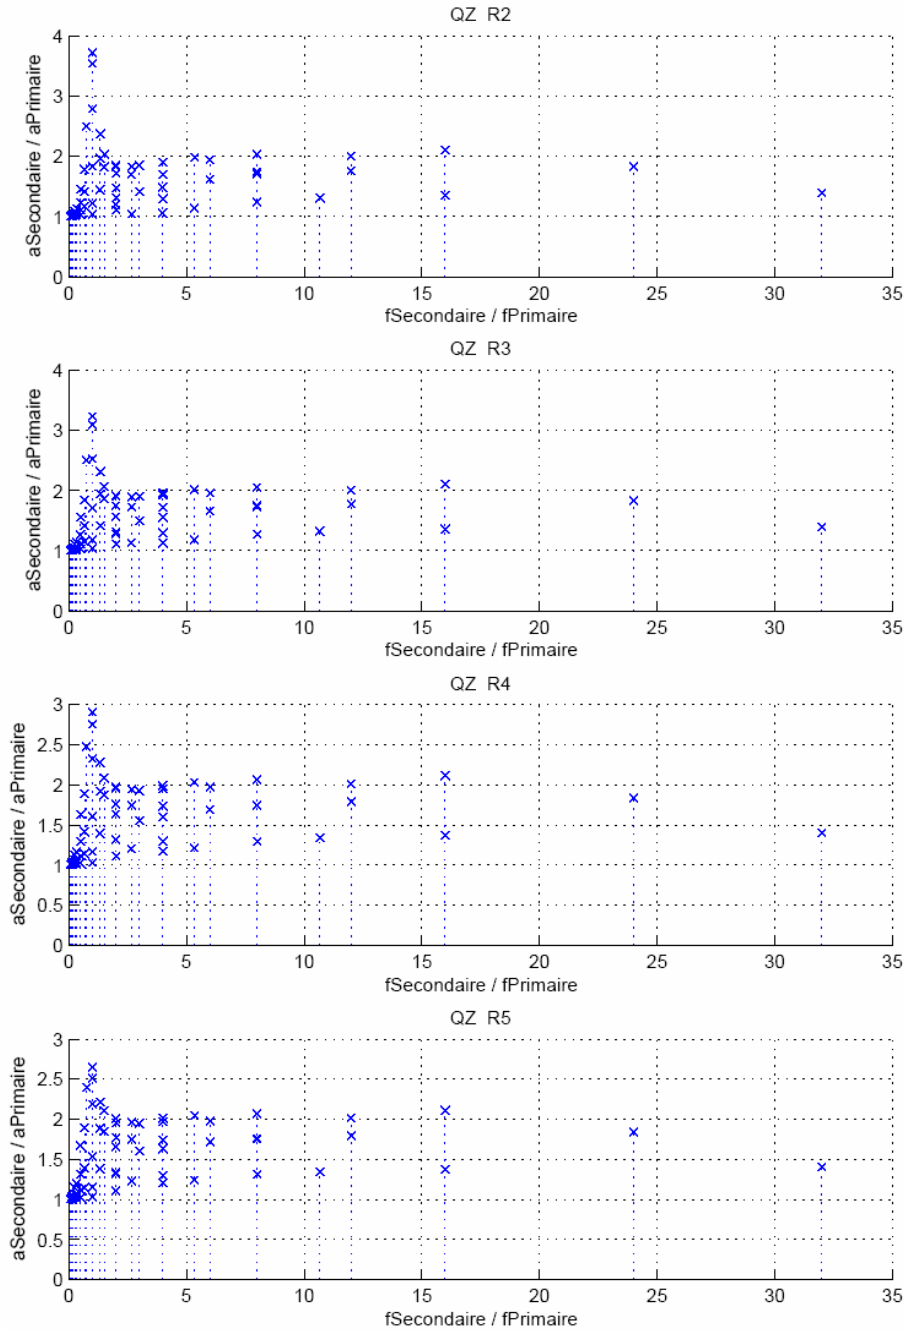 QZ R2
4
3
2
1
0
aSecondaire / aPrimaire
0 5 10 15 20 25 30 35
fSecondaire / fPrimaire
QZ R3
4
3
2
1
0
aSecondaire / aPrimaire
0 5 10 15 20 25 30 35
fSecondaire / fPrimaire
QZ R4
3
2.5
2
1.5
1
0.5
0
aSecondaire / aPrimaire
0 5 10 15 20 25 30 35
fSecondaire / fPrimaire
QZ R5
3
2.5
2
1.5
1
0.5
0
aSecondaire / aPrimaire
0 5 10 15 20 25 30 35
fSecondaire / fPrimaire